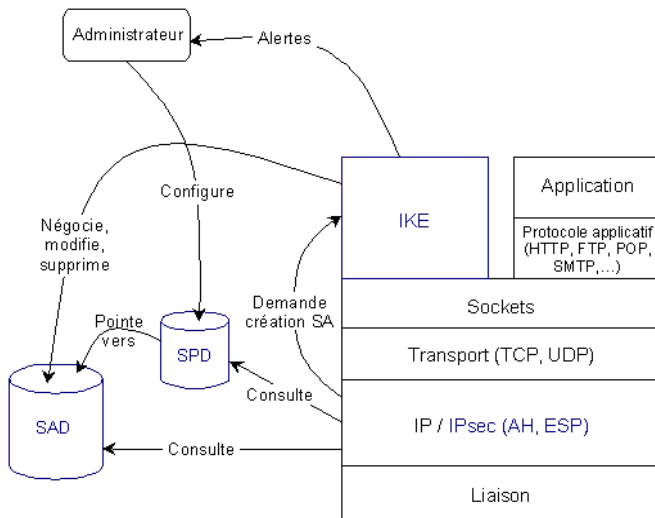 Administrateur
Alertes
Configure
Négocie,
modifie,
supprime
IKE
Application
Protocole applicatif
(HTTP, FTP, POP,
SMTP,...)
Demande
création SA
Sockets
Pointe
vers
SPD
Transport (TCP, UDP)
Consulte
SAD
IP / IPsec (AH, ESP)
Consulte
Liaison